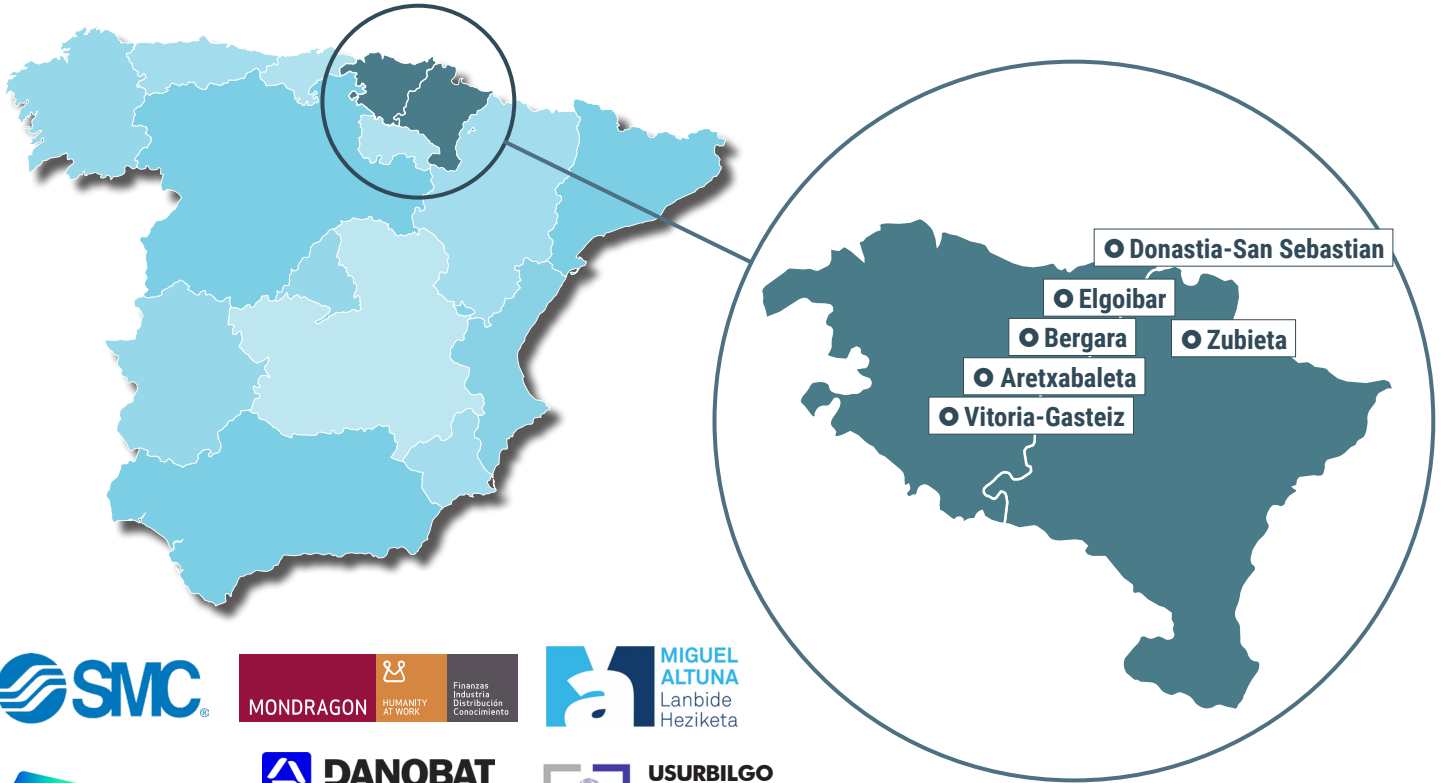 Donastia-San Sebastian
Elgoibar
Bergara
Zubieta
Aretxabaleta
Vitoria-Gasteiz
SMC®
MONDRAGON
HUMANITY
AT WORK
Finanzas
Industria
Distribución
Conocimiento
MIGUEL
ALTUNA
Lanbide
Heziketa
DANOBAT
USURBILGO